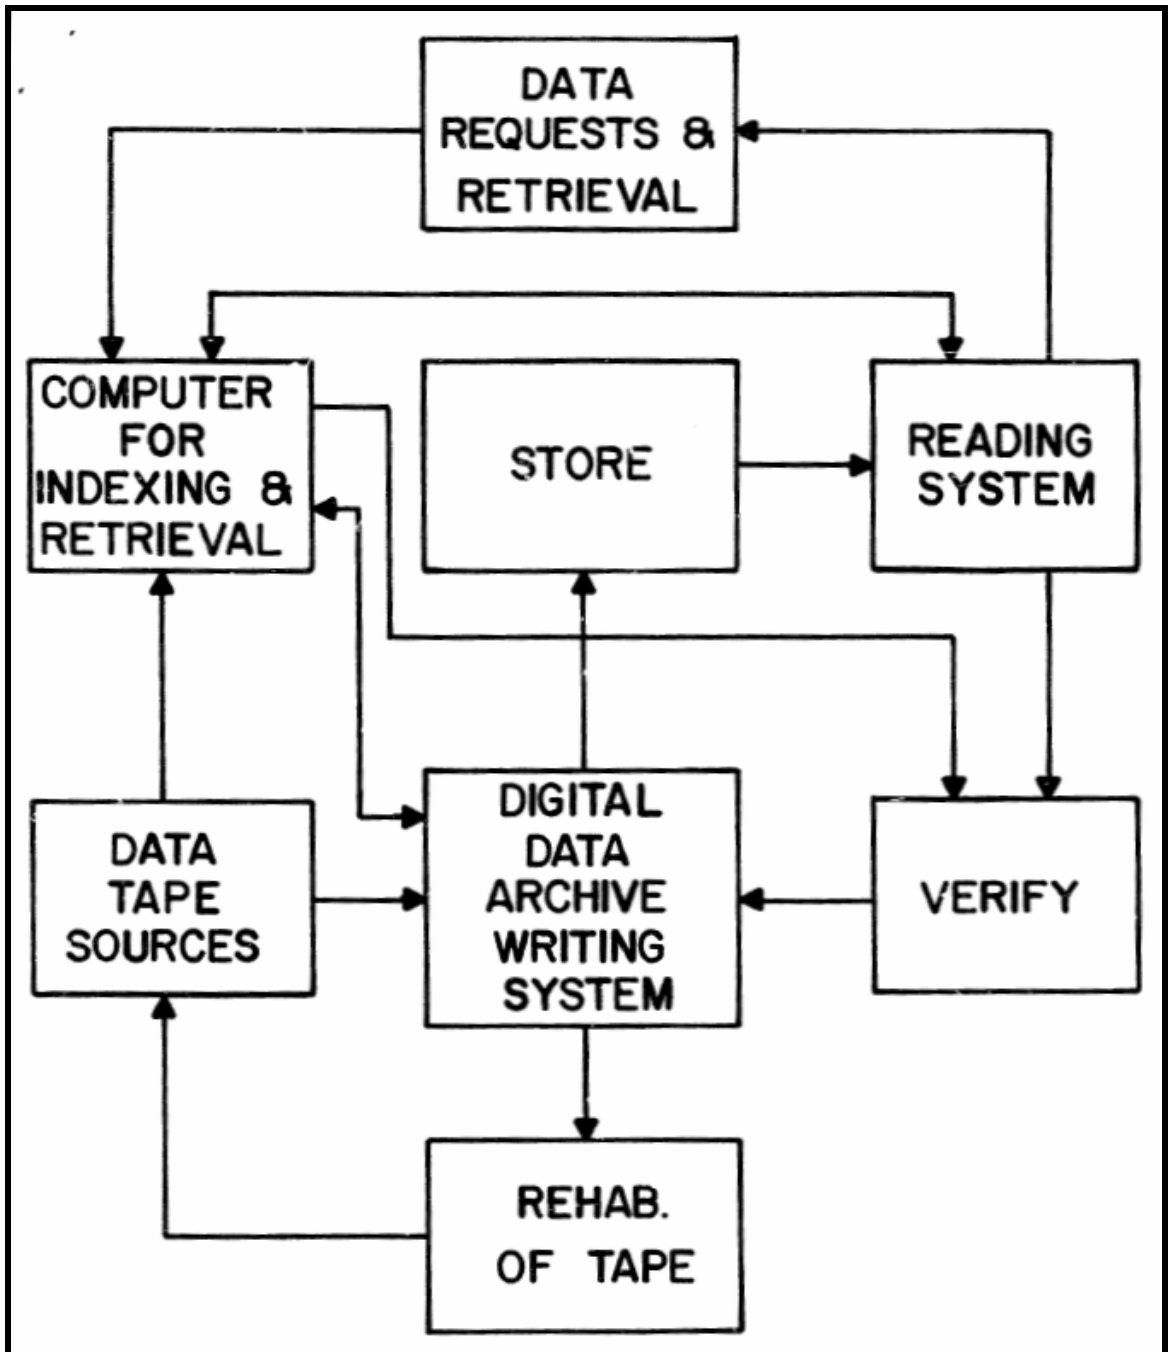 DATA
REQUESTS &
RETRIEVAL
COMPUTER
FOR
INDEXING &
RETRIEVAL
STORE
READING
SYSTEM
DATA
TAPE
SOURCES
DIGITAL
DATA
ARCHIVE
WRITING
SYSTEM
VERIFY
REHAB.
OF TAPE